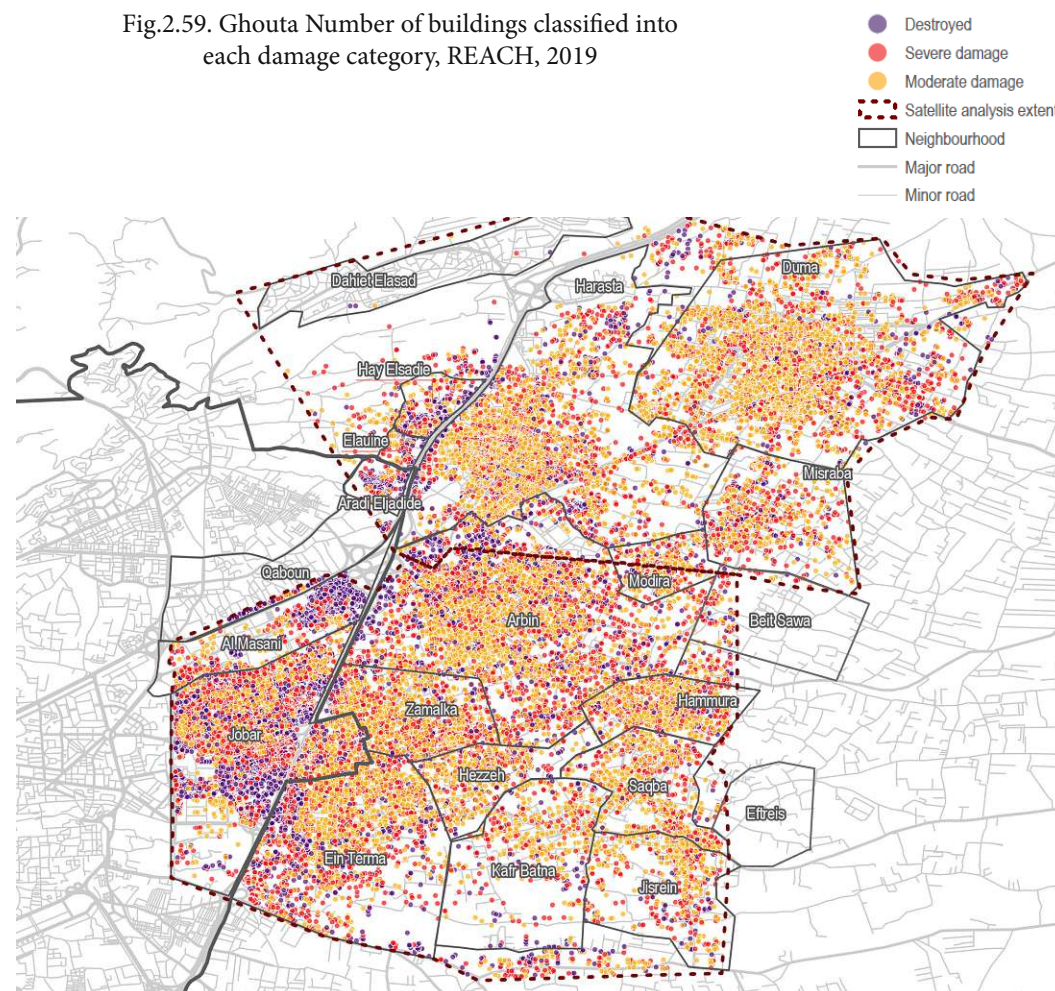 Fig.2.59. Ghouta Number of buildings classified into
each damage category, REACH, 2019
Destroyed
Severe damage
Moderate damage
Satellite analysis extent
Neighbourhood
Major road
Minor road
Duma
Dahiet Elasad
Harasta
Hay Elsadie
Elauine
Misraba
Aradi Eljadide
Qaboun
Modira
Arbin
Beit Sawa
Al Masani
Hammura
Zamalka
Jobar
Hezzeh
Saqba
Eftreis
Ein Terma
Kafr Batna
Jisrein